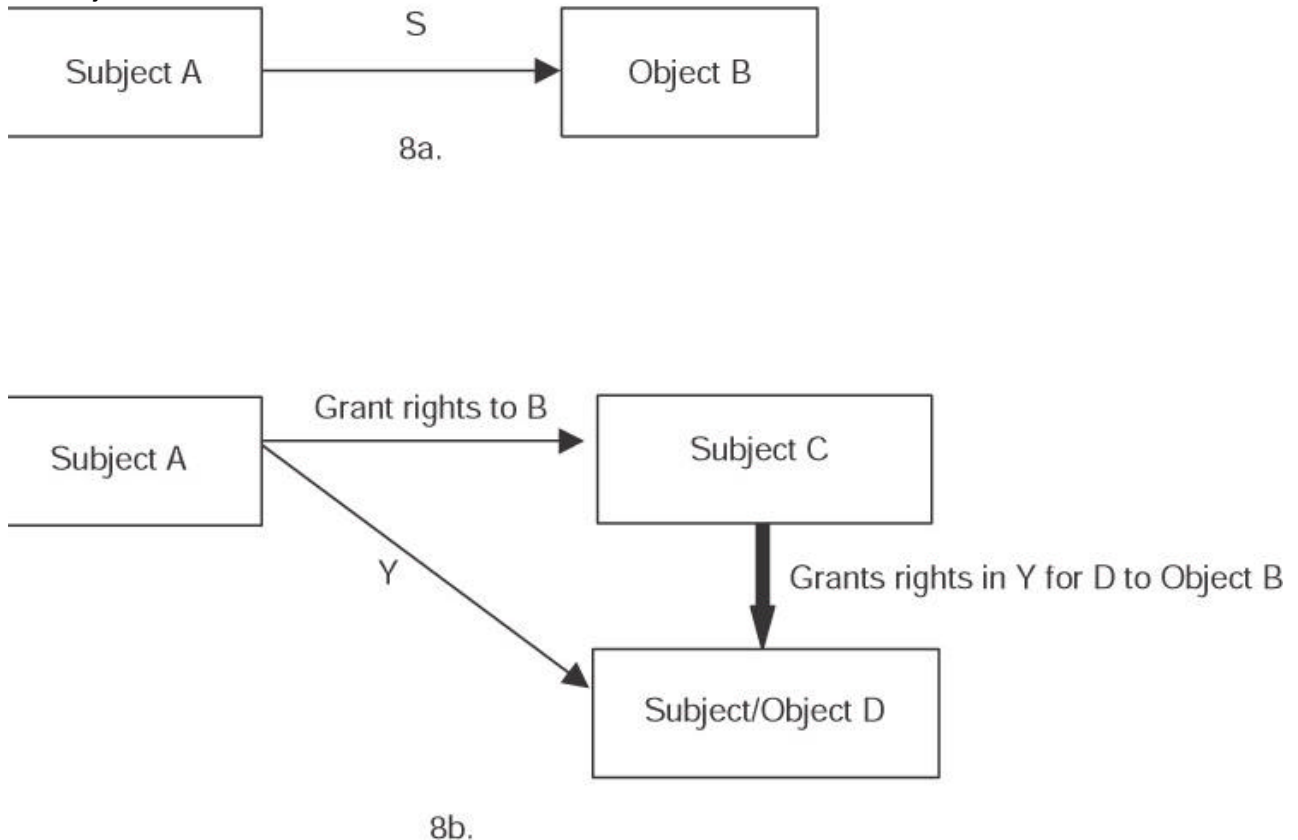 S
Subject A
Object B
8a.
Grant rights to B
Subject A
Subject C
Y
Grants rights in Y for D to Object B
Subject/Object D
8b.